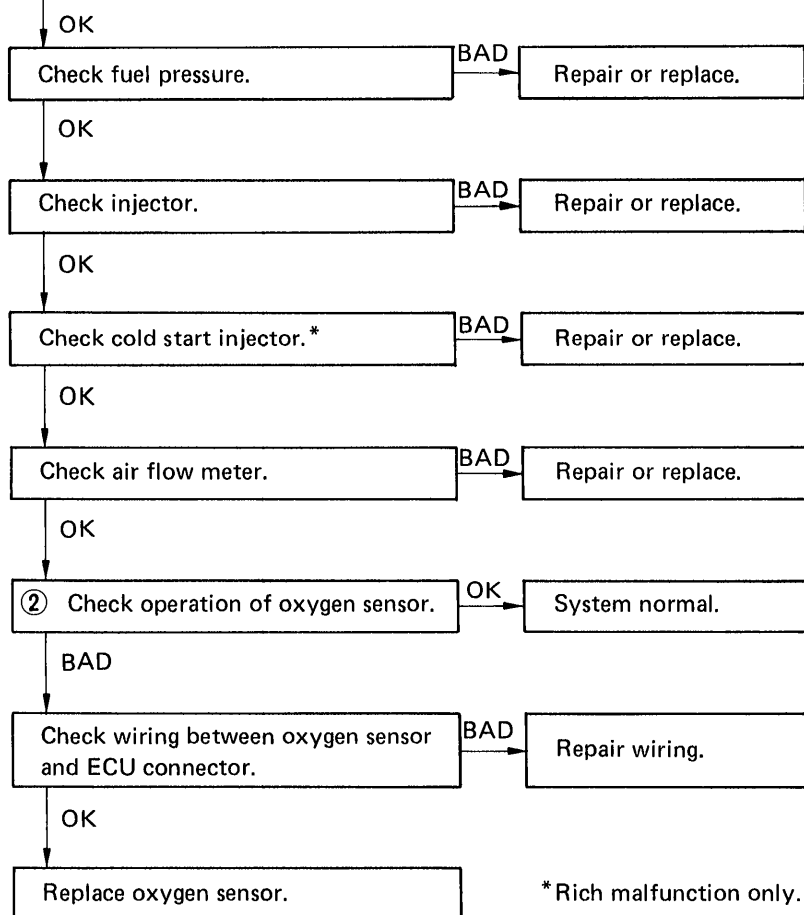 OK
Check fuel pressure.
BAD
Repair or replace.
OK
Check injector.
BAD
Repair or replace.
OK
Check cold start injector.*
BAD
Repair or replace.
OK
Check air flow meter.
BAD
Repair or replace.
OK
② Check operation of oxygen sensor.
OK
System normal.
BAD
Check wiring between oxygen sensor
and ECU connector.
BAD
Repair wiring.
OK
Replace oxygen sensor.
*Rich malfunction only.